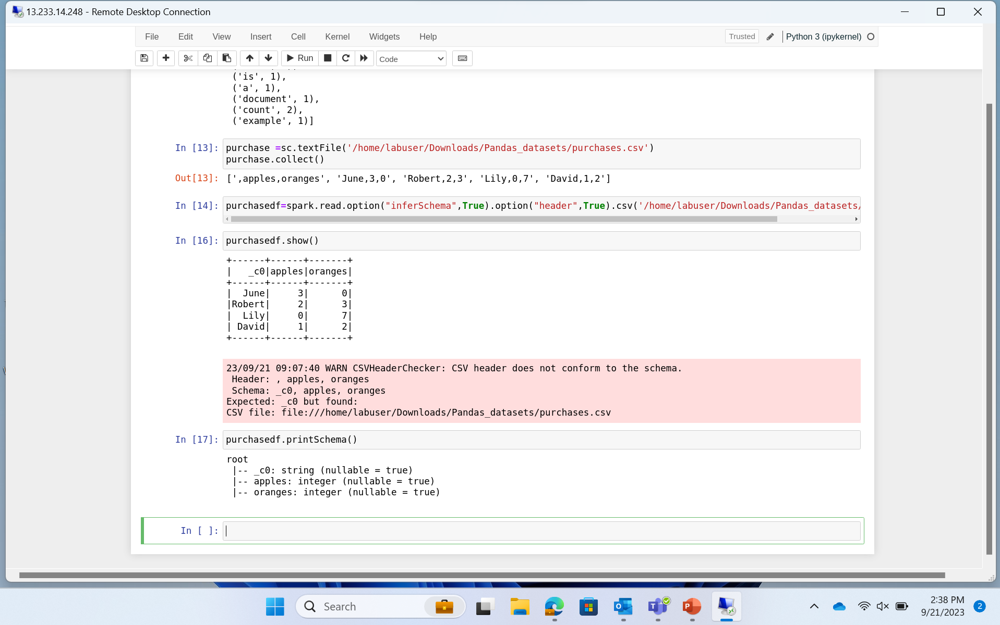 13.233.14.248 - Remote Desktop Connection
File Edit View Insert Cell Kernel Widgets Help Trusted Python 3 (ipykernel)
Run Code
('is', 1),
('a', 1),
('document', 1),
('count', 2),
('example', 1)]
In [13]: purchase =sc.textFile('/home/labuser/Downloads/Pandas_datasets/purchases.csv')
purchase.collect()
Out[13]: [',apples,oranges', 'June,3,0', 'Robert,2,3', 'Lily,0,7', 'David,1,2']
In [14]: purchasedf=spark.read.option("inferSchema",True).option("header",True).csv('/home/labuser/Downloads/Pandas_datasets/
In [16]: purchasedf.show()
+------+------+-------+
|   _c0|apples|oranges|
+------+------+-------+
|  June|     3|      0|
|Robert|     2|      3|
|  Lily|     0|      7|
| David|     1|      2|
+------+------+-------+
23/09/21 09:07:40 WARN CSVHeaderChecker: CSV header does not conform to the schema.
Header: , apples, oranges
Schema: _c0, apples, oranges
Expected: _c0 but found:
CSV file: file:///home/labuser/Downloads/Pandas_datasets/purchases.csv
In [17]: purchasedf.printSchema()
root
|-- _c0: string (nullable = true)
|-- apples: integer (nullable = true)
|-- oranges: integer (nullable = true)
In [ ]:
Search
2:38 PM
9/21/2023
2